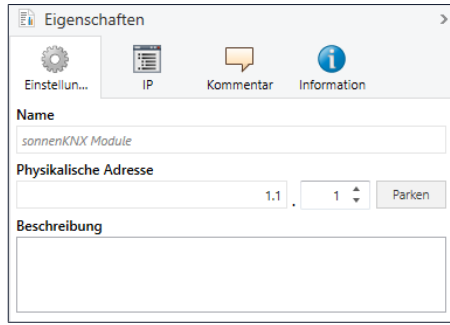 Eigenschaften
Einstellun... IP Kommentar Information
Name
sonnenKNX Module
Physikalische Adresse
1.1 . 1 Parken
Beschreibung